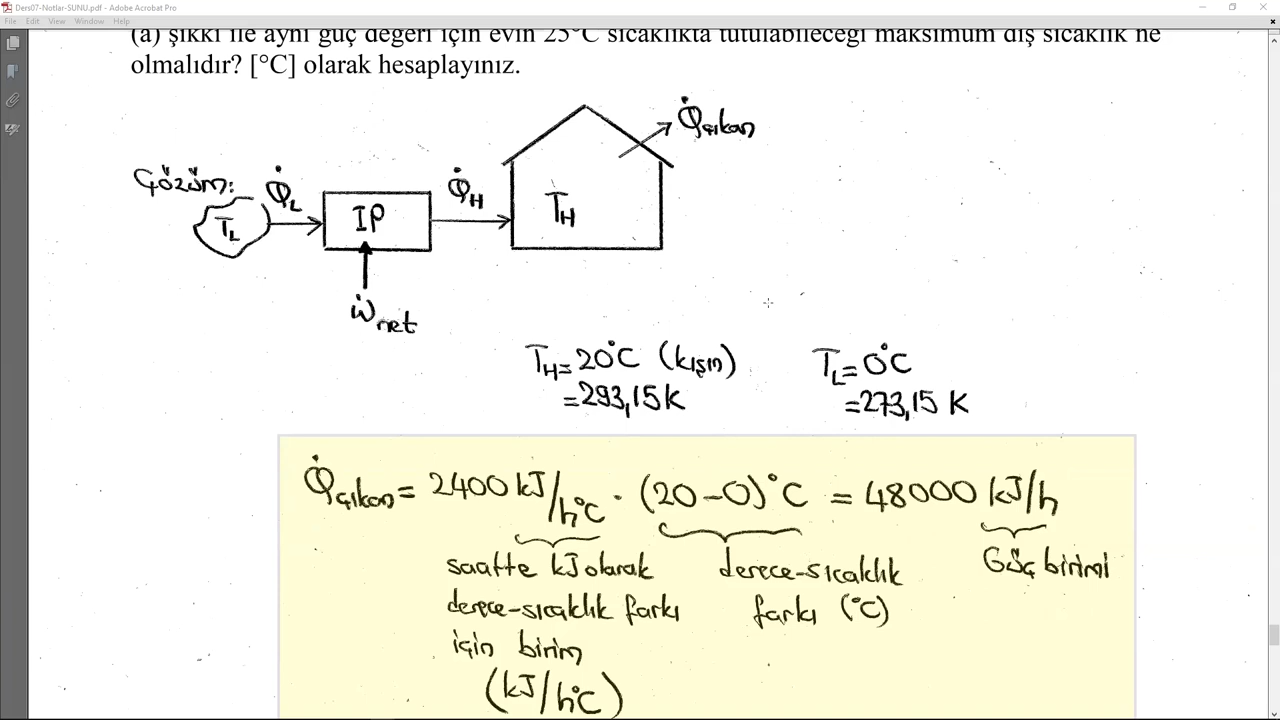 Ders07-Notlar-SUNU.pdf - Adobe Acrobat Pro
File Edit View Window Help
(a) şıkkı ile aynı güç değeri için evin 25°C sıcaklıkta tutulabileceği maksimum dış sıcaklık ne
olmalıdır? [°C] olarak hesaplayınız.
Q̇çıkan
Çözüm:
Q̇L
Q̇H
TL
IP
TH
Ẇnet
TH=20°C (kışın)
=293,15K
TL=0°C
=273,15 K
Q̇çıkan = 2400 kJ/h°C · (20-0)°C = 48000 kJ/h
saatte kJ olarak
derece-sıcaklık farkı
için birim
(kJ/h°C)
derece-sıcaklık
farkı (°C)
Güç birimi